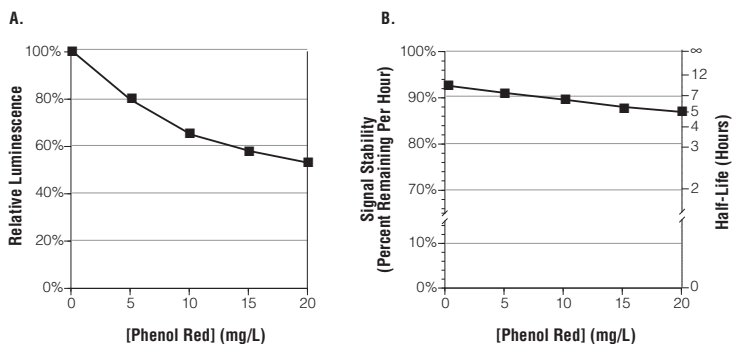 A.
100%
80%
60%
40%
20%
0%
Relative Luminescence
0 5 10 15 20
[Phenol Red] (mg/L)
B.
100%
90%
80%
70%
10%
0%
Signal Stability
(Percent Remaining Per Hour)
∞
12
7
5
4
3
2
0
Half-Life (Hours)
0 5 10 15 20
[Phenol Red] (mg/L)